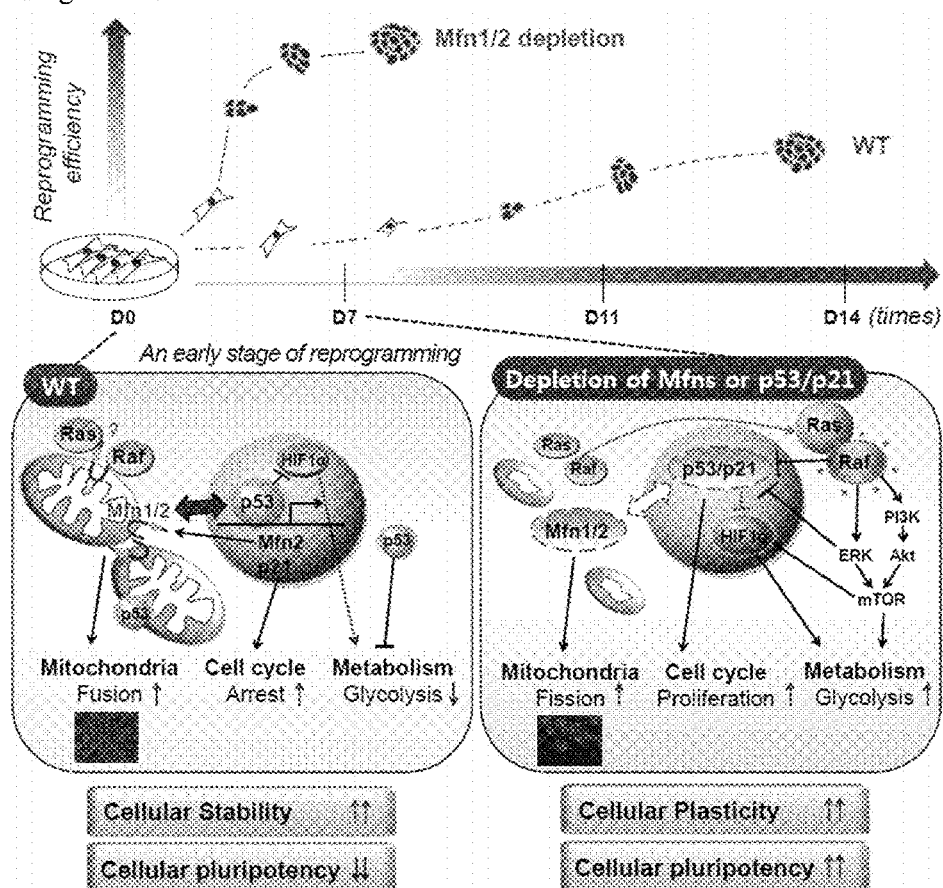 Mfn1/2 depletion
Reprogramming
efficiency
WT
D0
D7
D11
D14 (times)
An early stage of reprogramming
WT
Ras
?
Raf
HIF1α
p53
Mfn1/2
Mfn2
p21
p53
p53
Mitochondria
Fusion ↑
Cell cycle
Arrest ↑
Metabolism
Glycolysis ↓
Cellular Stability ↑↑
Cellular pluripotency ↓↓
Depletion of Mfns or p53/p21
Ras
Raf
Ras
Raf
p53/p21
Mfn1/2
HIF1α
PI3K
ERK
Akt
mTOR
Mitochondria
Fission ↑
Cell cycle
Proliferation ↑
Metabolism
Glycolysis ↑
Cellular Plasticity ↑↑
Cellular pluripotency ↑↑